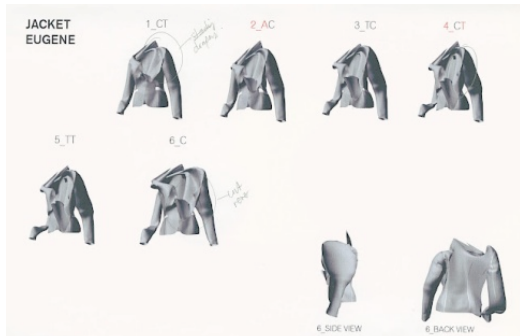 JACKET
EUGENE
1_CT
2_AC
3_TC
4_CT
5_TT
6_C
6_SIDE VIEW
6_BACK VIEW